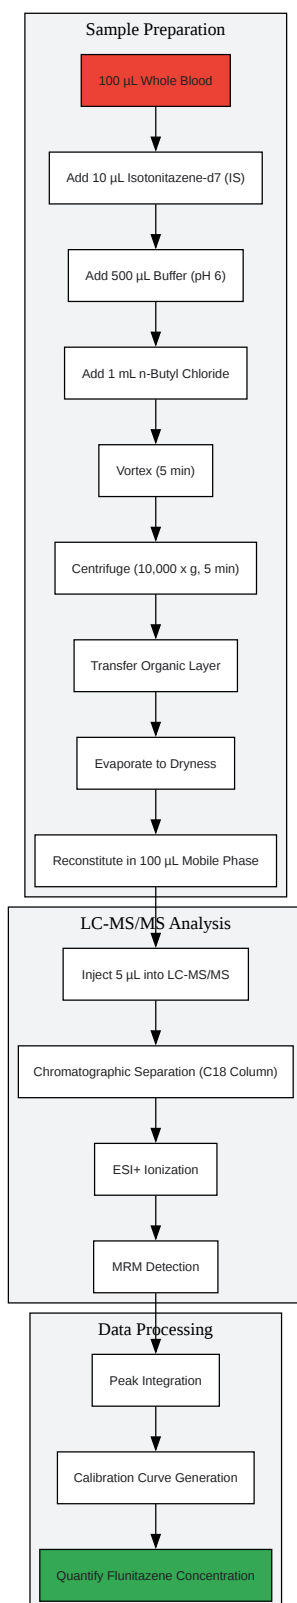 Sample Preparation
100 µL Whole Blood
Add 10 µL Isotonitazene-d7 (IS)
Add 500 µL Buffer (pH 6)
Add 1 mL n-Butyl Chloride
Vortex (5 min)
Centrifuge (10,000 x g, 5 min)
Transfer Organic Layer
Evaporate to Dryness
Reconstitute in 100 µL Mobile Phase
LC-MS/MS Analysis
Inject 5 µL into LC-MS/MS
Chromatographic Separation (C18 Column)
ESI+ Ionization
MRM Detection
Data Processing
Peak Integration
Calibration Curve Generation
Quantify Flunitazene Concentration